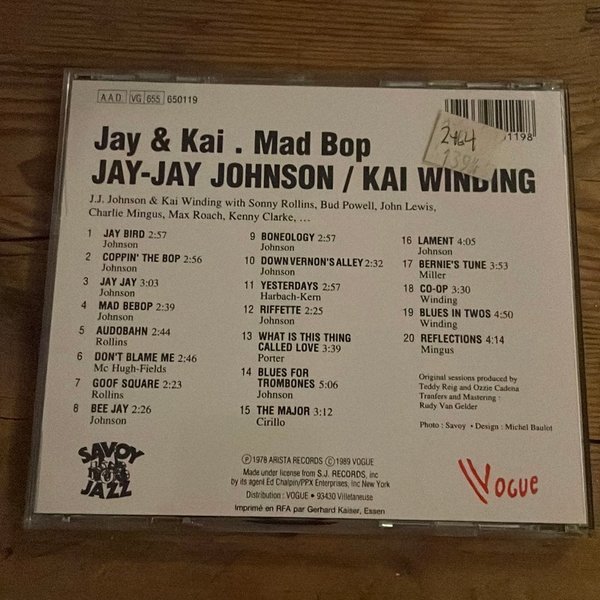 A.A.D. VG 655 650119
2464
1198
Jay & Kai . Mad Bop
JAY-JAY JOHNSON / KAI WINDING
J.J. Johnson & Kai Winding with Sonny Rollins, Bud Powell, John Lewis,
Charlie Mingus, Max Roach, Kenny Clarke, ...
1 JAY BIRD 2:57
Johnson
2 COPPIN' THE BOP 2:56
Johnson
3 JAY JAY 3:03
Johnson
4 MAD BEBOP 2:39
Johnson
5 AUDOBAHN 2:44
Rollins
6 DON'T BLAME ME 2:46
Mc Hugh-Fields
7 GOOF SQUARE 2:23
Rollins
8 BEE JAY 2:26
Johnson
9 BONEOLOGY 2:57
Johnson
10 DOWN VERNON'S ALLEY 2:32
Johnson
11 YESTERDAYS 2:57
Harbach-Kern
12 RIFFETTE 2:25
Johnson
13 WHAT IS THIS THING
CALLED LOVE 3:39
Porter
14 BLUES FOR
TROMBONES 5:06
Johnson
15 THE MAJOR 3:12
Cirillo
16 LAMENT 4:05
Johnson
17 BERNIE'S TUNE 3:53
Miller
18 CO-OP 3:30
Winding
19 BLUES IN TWOS 4:50
Winding
20 REFLECTIONS 4:14
Mingus
Original sessions produced by
Teddy Reig and Ozzie Cadena
Tranfers and Mastering :
Rudy Van Gelder
Photo : Savoy • Design : Michel Baulot
SAVOY
JAZZ
Ⓟ 1978 ARISTA RECORDS Ⓒ 1989 VOGUE
Made under license from S.J. RECORDS, inc
by its agent Ed Chalpin/PPX Enterprises, inc New York
Distribution : VOGUE • 93430 Villetaneuse
Imprimé en RFA par Gerhard Kaiser, Essen
VOGUE